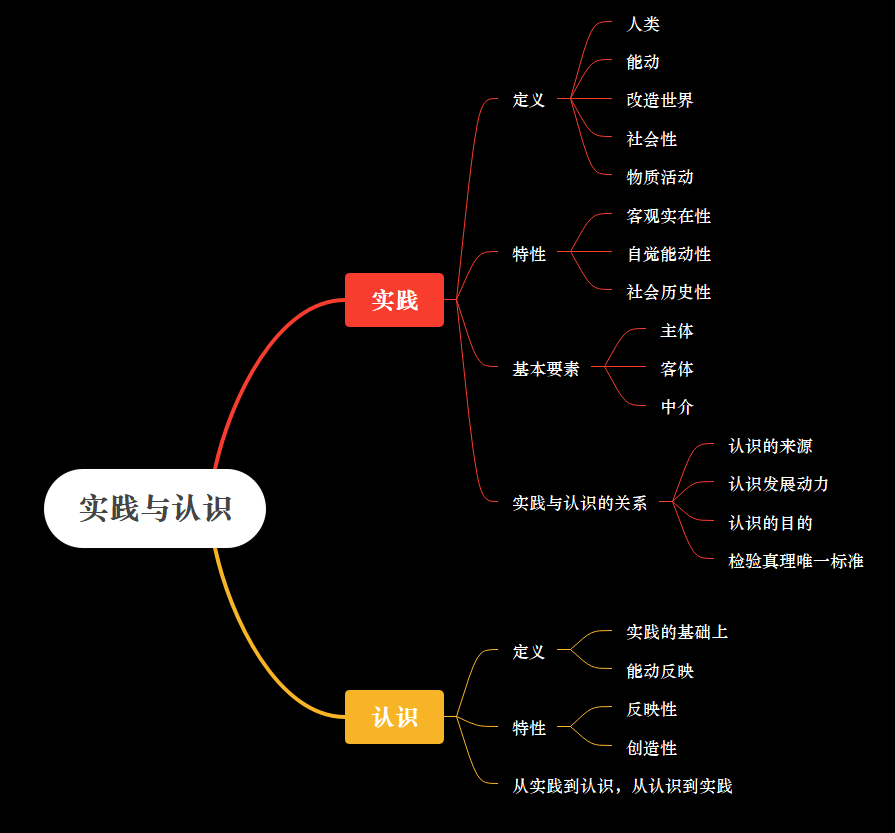 实践与认识
实践
定义
人类
能动
改造世界
社会性
物质活动
特性
客观实在性
自觉能动性
社会历史性
基本要素
主体
客体
中介
实践与认识的关系
认识的来源
认识发展动力
认识的目的
检验真理唯一标准
认识
定义
实践的基础上
能动反映
特性
反映性
创造性
从实践到认识，从认识到实践